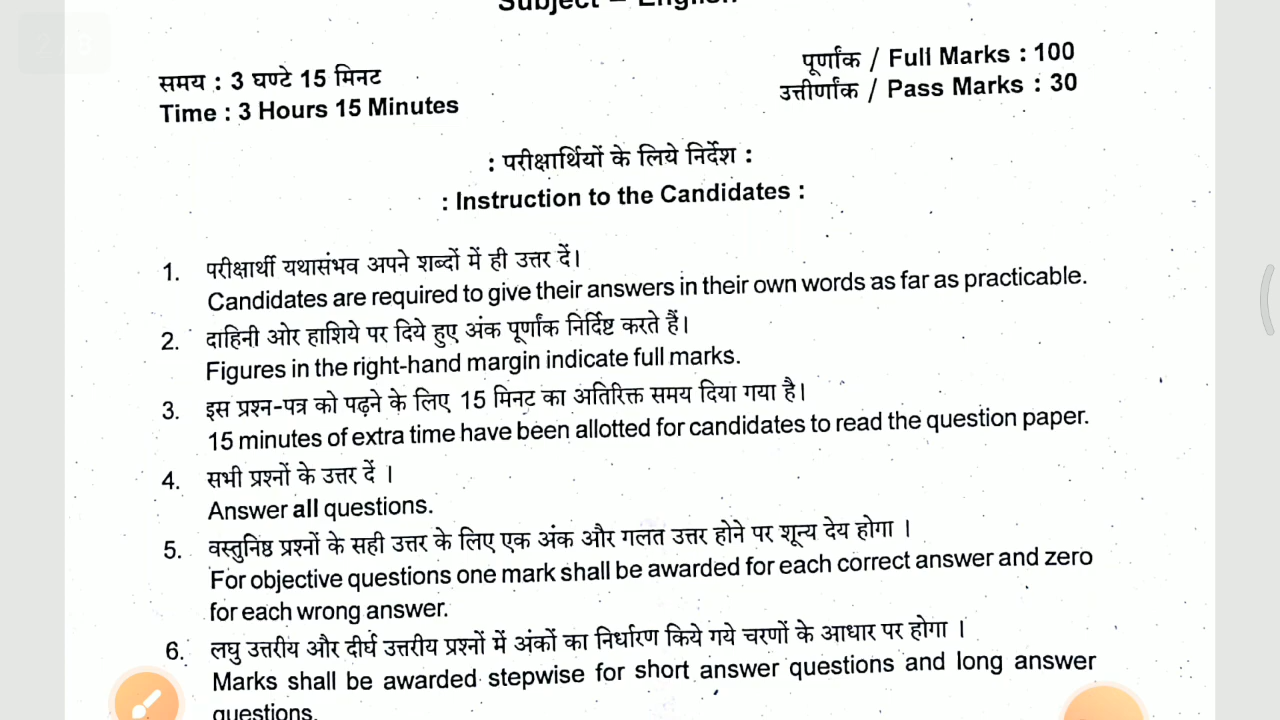 Subject – English
समय : 3 घण्टे 15 मिनट
Time : 3 Hours 15 Minutes
पूर्णांक / Full Marks : 100
उत्तीर्णांक / Pass Marks : 30
: परीक्षार्थियों के लिये निर्देश :
: Instruction to the Candidates :
1. परीक्षार्थी यथासंभव अपने शब्दों में ही उत्तर दें।
Candidates are required to give their answers in their own words as far as practicable.
2. दाहिनी ओर हाशिये पर दिये हुए अंक पूर्णांक निर्दिष्ट करते हैं।
Figures in the right-hand margin indicate full marks.
3. इस प्रश्न-पत्र को पढ़ने के लिए 15 मिनट का अतिरिक्त समय दिया गया है।
15 minutes of extra time have been allotted for candidates to read the question paper.
4. सभी प्रश्नों के उत्तर दें ।
Answer all questions.
5. वस्तुनिष्ठ प्रश्नों के सही उत्तर के लिए एक अंक और गलत उत्तर होने पर शून्य देय होगा ।
For objective questions one mark shall be awarded for each correct answer and zero
for each wrong answer.
6. लघु उत्तरीय और दीर्घ उत्तरीय प्रश्नों में अंकों का निर्धारण किये गये चरणों के आधार पर होगा ।
Marks shall be awarded stepwise for short answer questions and long answer
questions.